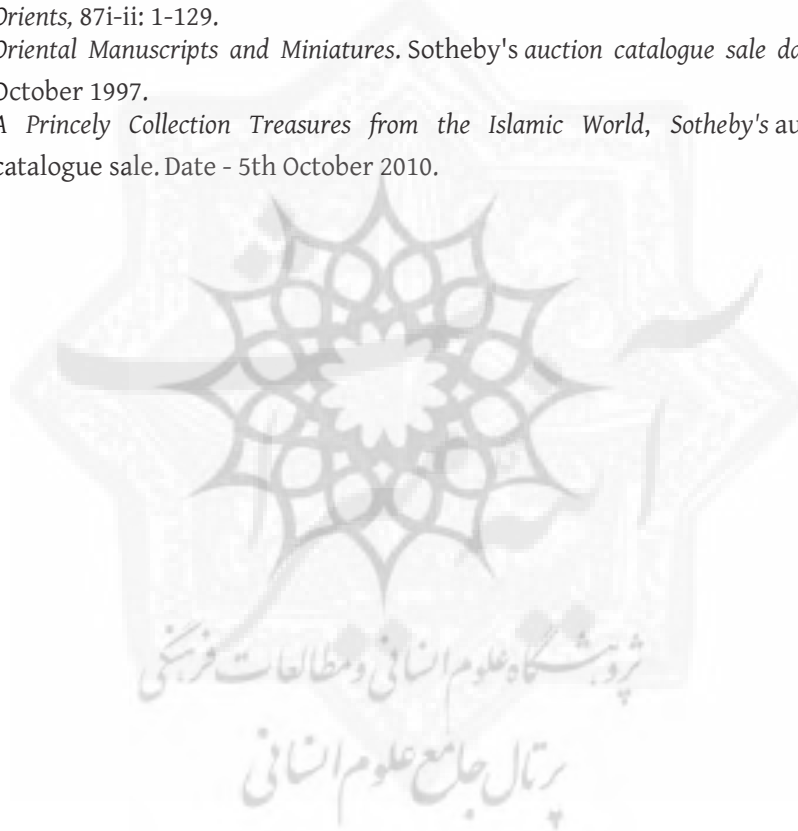 Orients, 87i-ii: 1-129.
Oriental Manuscripts and Miniatures. Sotheby's auction catalogue sale da
October 1997.
A Princely Collection Treasures from the Islamic World, Sotheby's au
catalogue sale. Date - 5th October 2010.
پژوهشگاه علوم انسانی و مطالعات فرهنگی
پرتال جامع علوم انسانی